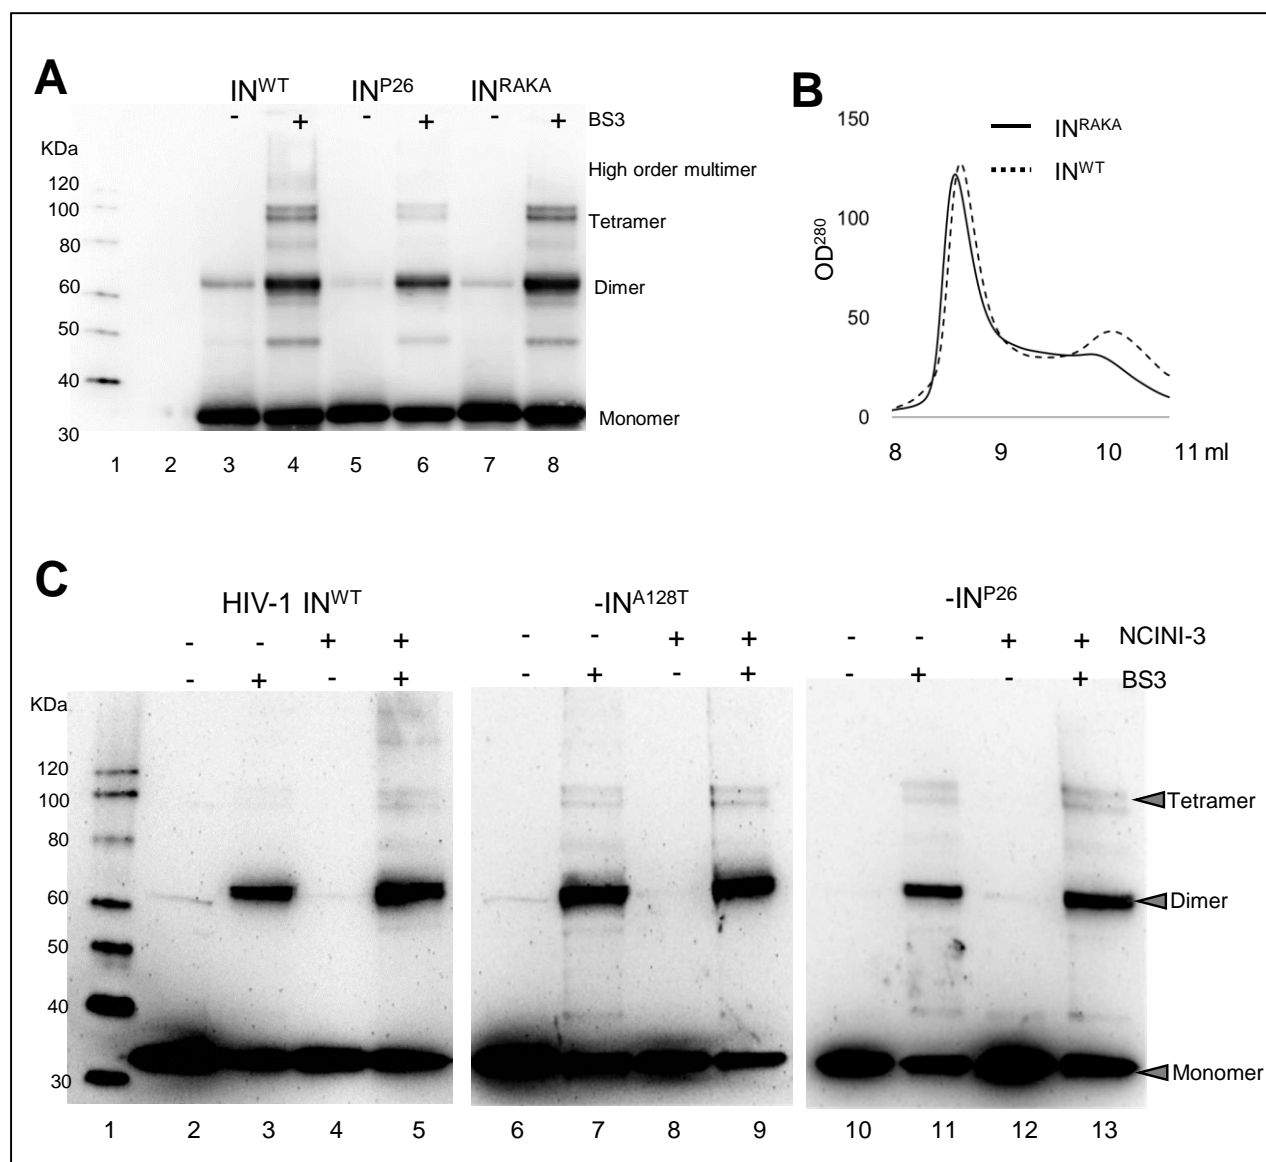 A
IN^WT IN^P26 IN^RAKA
- + - + - + BS3
KDa
120
100
80
60
50
40
30
High order multimer
Tetramer
Dimer
Monomer
1 2 3 4 5 6 7 8
B
150
100
50
0
OD^280
IN^RAKA
IN^WT
8 9 10 11 ml
C
HIV-1 IN^WT -IN^A128T -IN^P26
- - + + - - + + - - + + NCINI-3
- + - + - + - + - + - + BS3
KDa
120
100
80
60
50
40
30
Tetramer
Dimer
Monomer
1 2 3 4 5 6 7 8 9 10 11 12 13